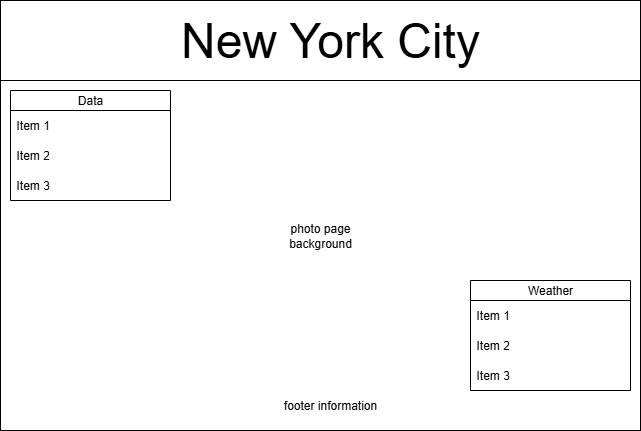 New York City
Data
Item 1
Item 2
Item 3
photo page
background
Weather
Item 1
Item 2
Item 3
footer information